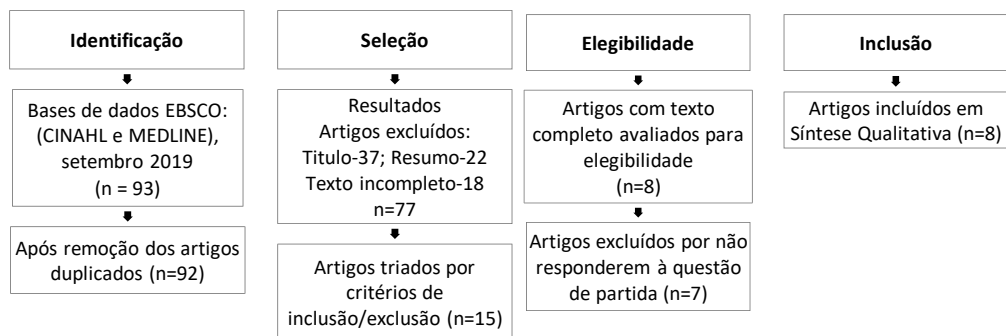 Identificação
Bases de dados EBSCO:
(CINAHL e MEDLINE),
setembro 2019
(n = 93)
Após remoção dos artigos
duplicados (n=92)
Seleção
Resultados
Artigos excluídos:
Titulo-37; Resumo-22
Texto incompleto-18
n=77
Artigos triados por
critérios de
inclusão/exclusão (n=15)
Elegibilidade
Artigos com texto
completo avaliados para
elegibilidade
(n=8)
Artigos excluídos por não
responderem à questão
de partida (n=7)
Inclusão
Artigos incluídos em
Síntese Qualitativa (n=8)